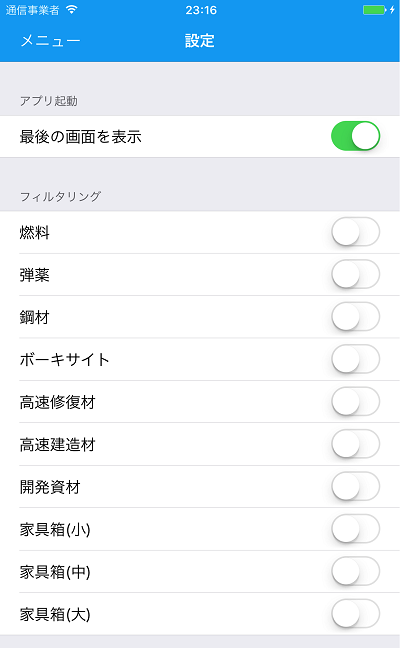 通信事業者 23:16
メニュー 設定
アプリ起動
最後の画面を表示
フィルタリング
燃料
弾薬
鋼材
ボーキサイト
高速修復材
高速建造材
開発資材
家具箱(小)
家具箱(中)
家具箱(大)